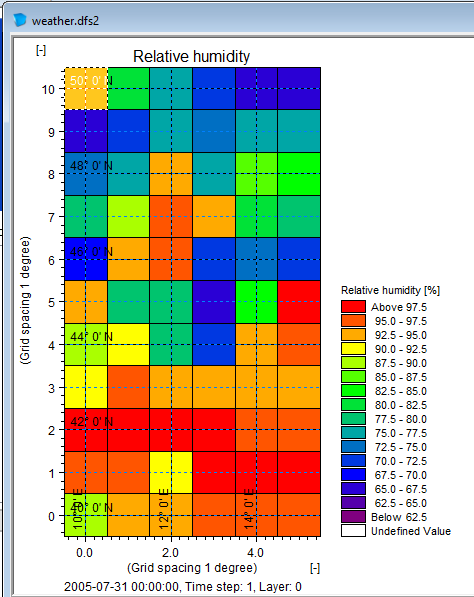 weather.dfs2
[-]
Relative humidity
50° 0' N
10
9
48° 0' N
8
7
46° 0' N
6
5
44° 0' N
4
3
42° 0' N
2
1
40° 0' N
0
(Grid spacing 1 degree)
10° 0' E
12° 0' E
14° 0' E
0.0 2.0 4.0
(Grid spacing 1 degree) [-]
2005-07-31 00:00:00, Time step: 1, Layer: 0
Relative humidity [%]
Above 97.5
95.0 - 97.5
92.5 - 95.0
90.0 - 92.5
87.5 - 90.0
85.0 - 87.5
82.5 - 85.0
80.0 - 82.5
77.5 - 80.0
75.0 - 77.5
72.5 - 75.0
70.0 - 72.5
67.5 - 70.0
65.0 - 67.5
62.5 - 65.0
Below 62.5
Undefined Value